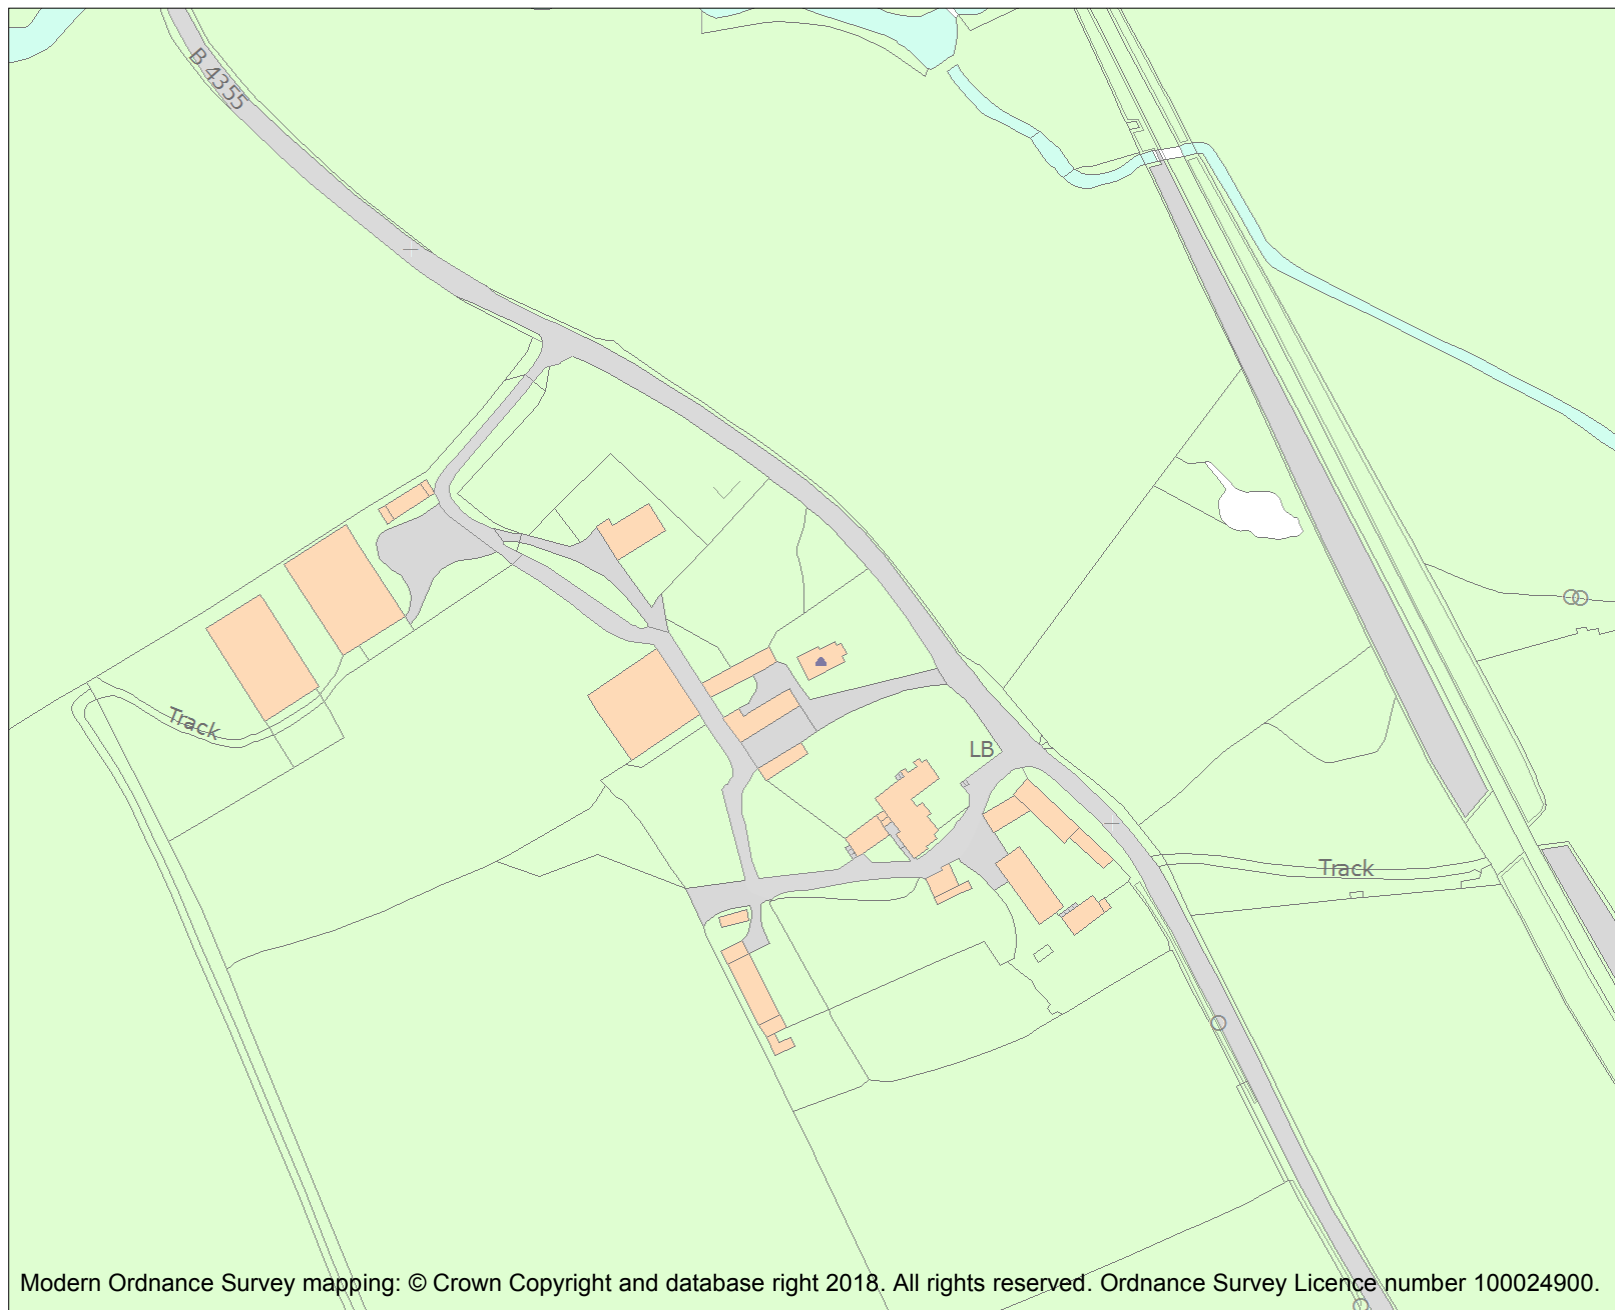 B 4355
Track
LB
Track
Modern Ordnance Survey mapping: © Crown Copyright and database right 2018. All rights reserved. Ordnance Survey Licence number 100024900.